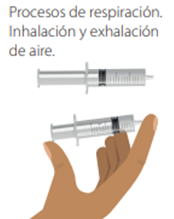 Procesos de respiración.
Inhalación y exhalación
de aire.